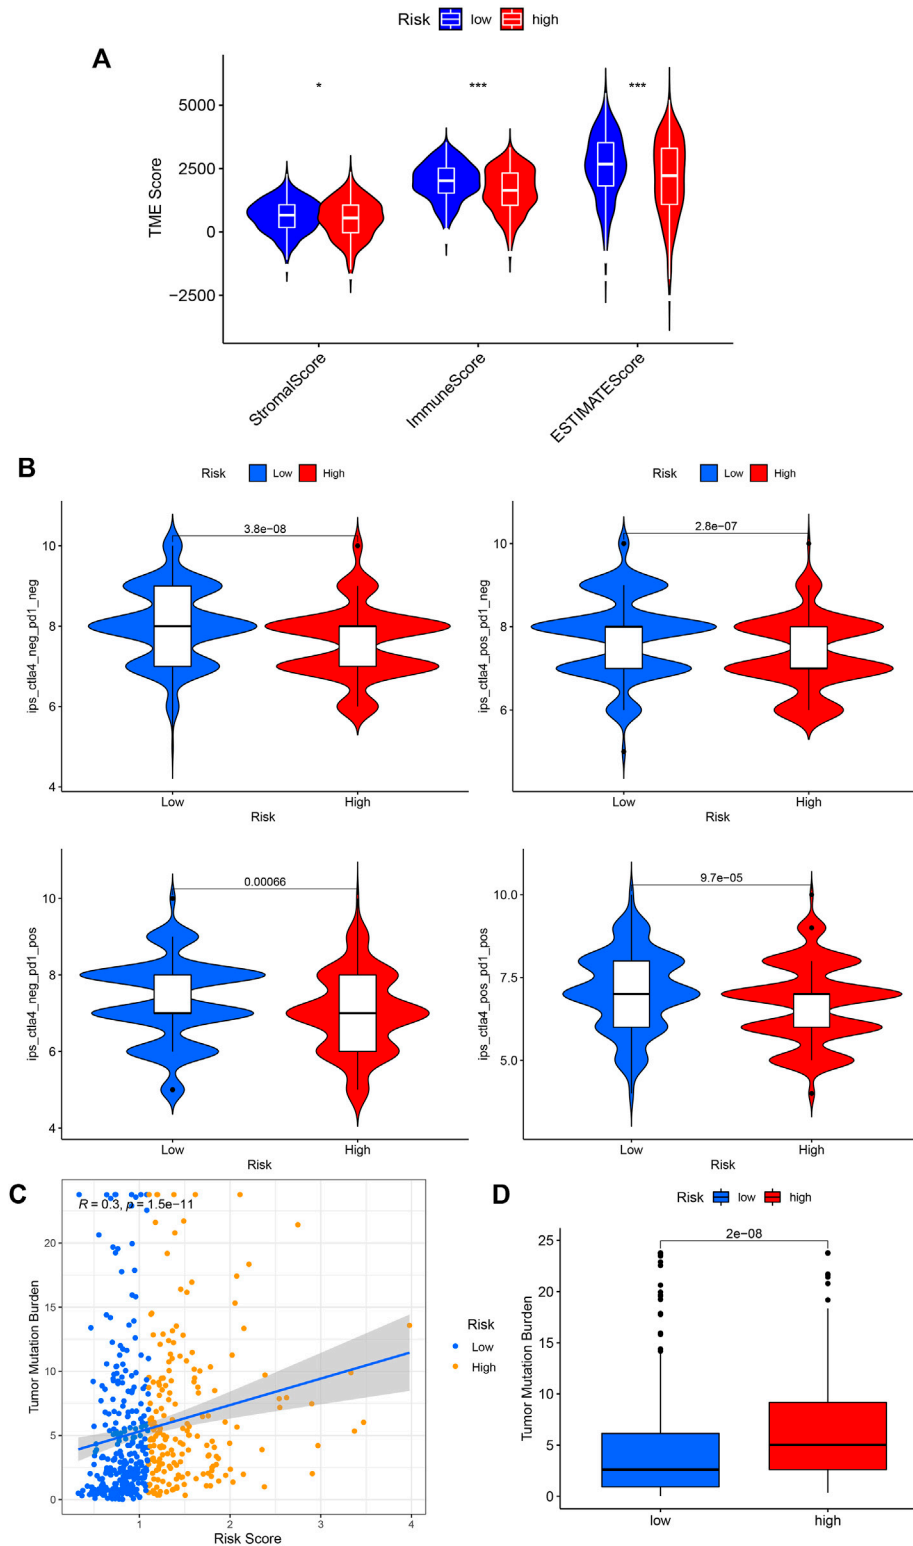 Risk low high
A
* *** ***
5000
2500
0
−2500
TME Score
StromalScore
ImmuneScore
ESTIMATEScore
B
Risk Low High
3.8e−08
10
8
6
4
ips_ctla4_neg_pd1_neg
Low High
Risk
Risk Low High
2.8e−07
10
8
6
ips_ctla4_pos_pd1_neg
Low High
Risk
0.00066
10
8
6
4
ips_ctla4_neg_pd1_pos
Low High
Risk
9.7e−05
10.0
7.5
5.0
ips_ctla4_pos_pd1_pos
Low High
Risk
C
R = 0.3, p = 1.5e−11
20
15
10
5
0
Tumor Mutation Burden
1 2 3 4
Risk Score
Risk
Low
High
D
Risk low high
2e−08
25
20
15
10
5
0
Tumor Mutation Burden
low high